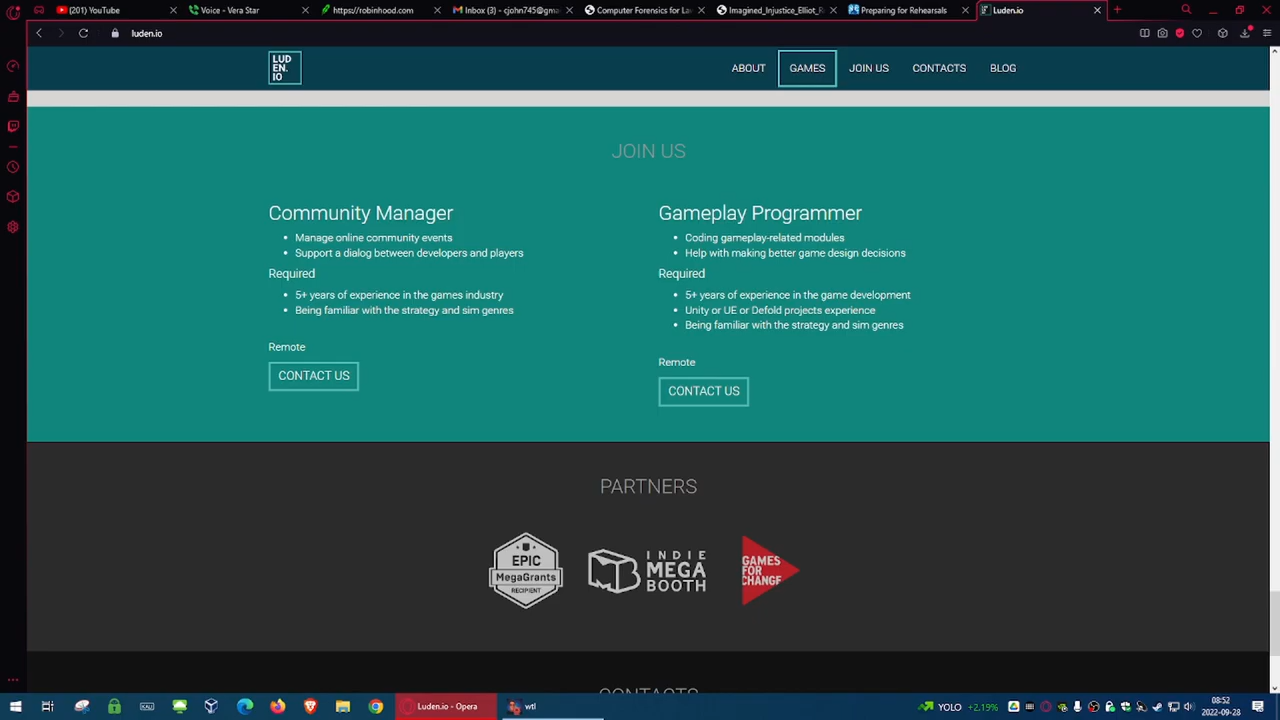 (201) YouTube
Voice - Vera Star
https://robinhood.com
Inbox (3) - cjohn745@gma
Computer Forensics for La
Imagined_Injustice_Elliot_R
Preparing for Rehearsals
Luden.io
luden.io
LUD
EN.
IO
ABOUT
GAMES
JOIN US
CONTACTS
BLOG
JOIN US
Community Manager
• Manage online community events
• Support a dialog between developers and players
Required
• 5+ years of experience in the games industry
• Being familiar with the strategy and sim genres
Remote
CONTACT US
Gameplay Programmer
• Coding gameplay-related modules
• Help with making better game design decisions
Required
• 5+ years of experience in the game development
• Unity or UE or Defold projects experience
• Being familiar with the strategy and sim genres
Remote
CONTACT US
PARTNERS
EPIC
MegaGrants
RECIPIENT
INDIE
MEGA
BOOTH
GAMES
FOR
CHANGE
CONTACTS
Luden.io - Opera
wtl
YOLO +2.19%
08:52
2022-09-28